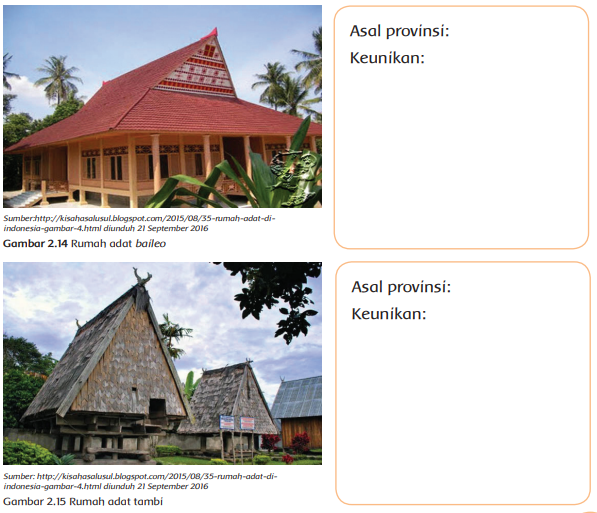 Asal provinsi:
Keunikan:
Sumber:http://kisahasalusul.blogspot.com/2015/08/35-rumah-adat-di-
indonesia-gambar-4.html diunduh 21 September 2016
Gambar 2.14 Rumah adat baileo
Asal provinsi:
Keunikan:
Sumber: http://kisahasalusul.blogspot.com/2015/08/35-rumah-adat-di-
indonesia-gambar-4.html diunduh 21 September 2016
Gambar 2.15 Rumah adat tambi